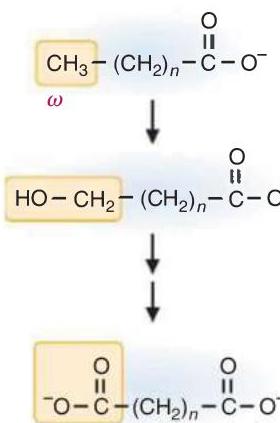 O
CH₃ – (CH₂)ₙ – C – O⁻
ω
O
HO – CH₂ – (CH₂)ₙ – C – O
O O
⁻O – C – (CH₂)ₙ – C – O⁻